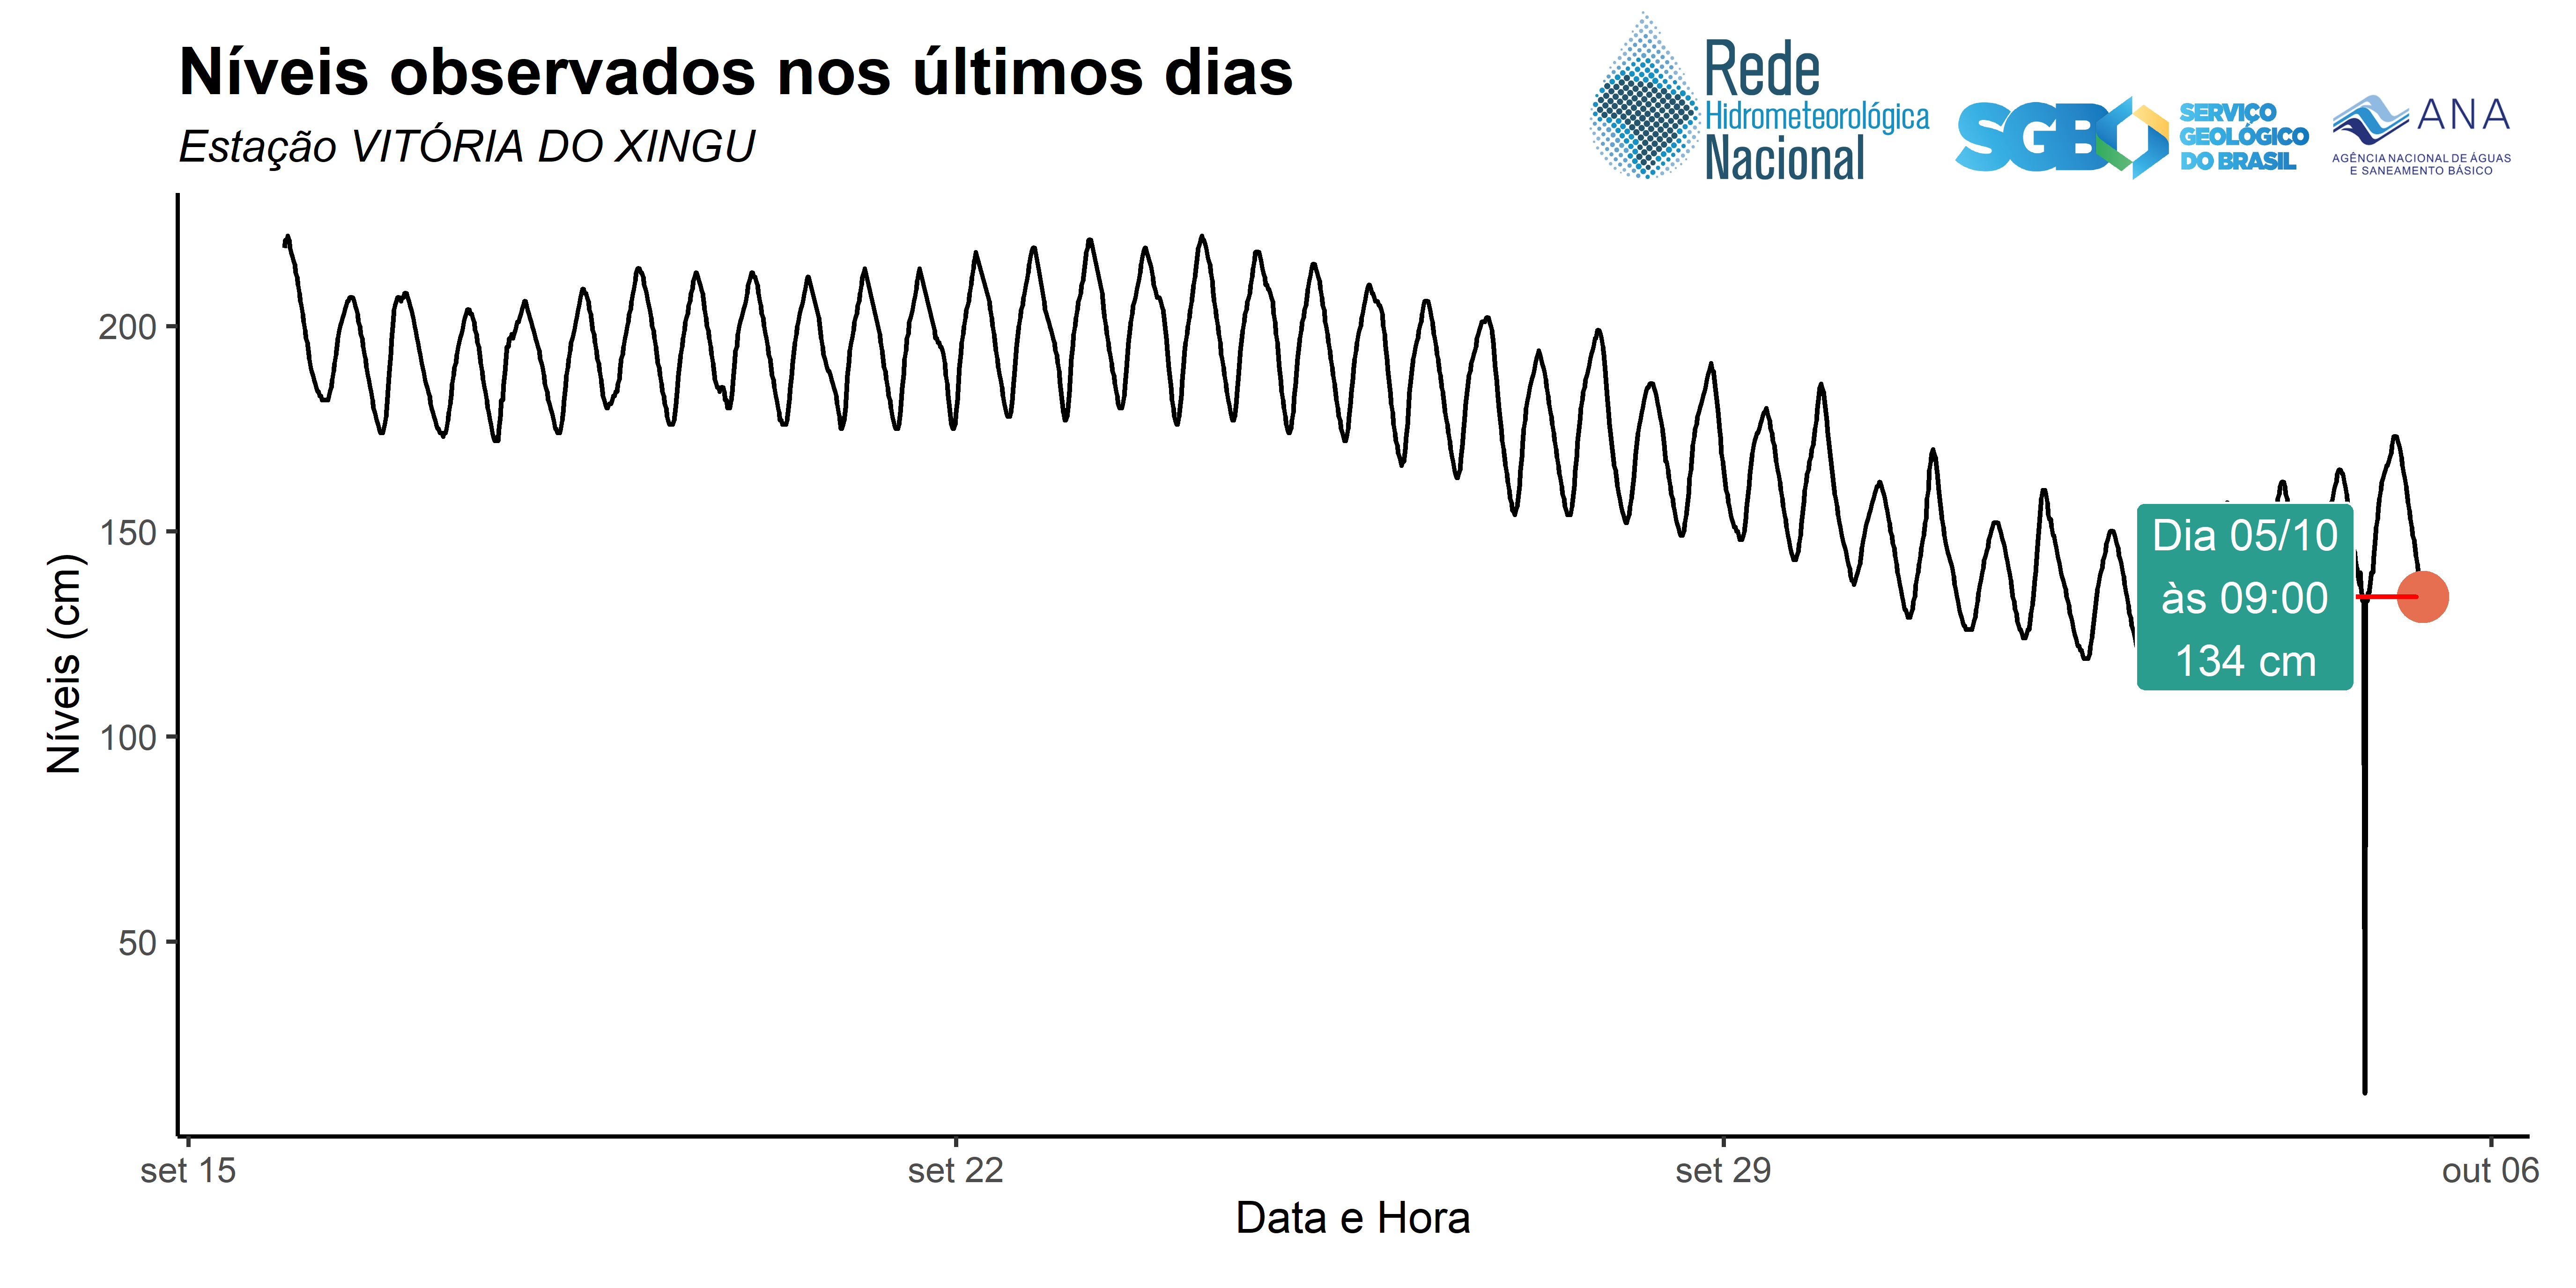 Níveis observados nos últimos dias
Estação VITÓRIA DO XINGU
Rede
Hidrometeorológica
Nacional
SGB
SERVIÇO
GEOLÓGICO
DO BRASIL
ANA
AGÊNCIA NACIONAL DE ÁGUAS
E SANEAMENTO BÁSICO
Níveis (cm)
200
150
100
50
Dia 05/10
às 09:00
134 cm
set 15
set 22
set 29
out 06
Data e Hora